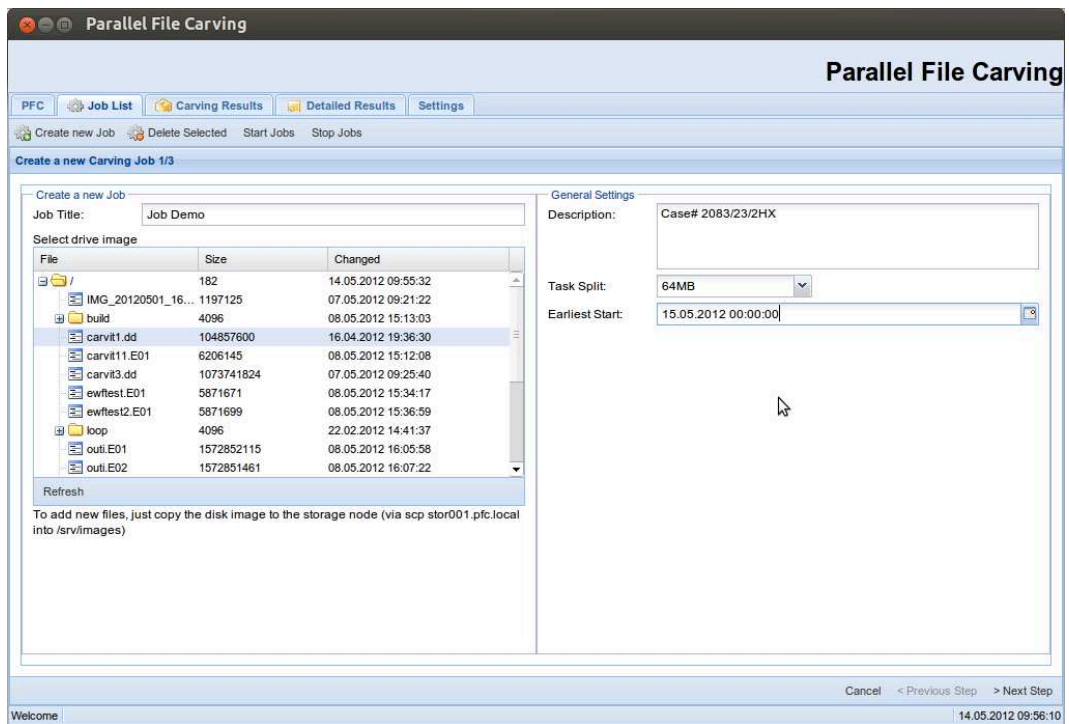 Parallel File Carving
Parallel File Carving
PFC Job List Carving Results Detailed Results Settings
Create new Job Delete Selected Start Jobs Stop Jobs
Create a new Carving Job 1/3
Create a new Job
Job Title: Job Demo
Select drive image
File Size Changed
/ 182 14.05.2012 09:55:32
IMG_20120501_16... 1197125 07.05.2012 09:21:22
build 4096 08.05.2012 15:13:03
carvit1.dd 104857600 16.04.2012 19:36:30
carvit11.E01 6206145 08.05.2012 15:12:08
carvit3.dd 1073741824 07.05.2012 09:25:40
ewftest.E01 5871671 08.05.2012 15:34:17
ewftest2.E01 5871699 08.05.2012 15:36:59
loop 4096 22.02.2012 14:41:37
outi.E01 1572852115 08.05.2012 16:05:58
outi.E02 1572851461 08.05.2012 16:07:22
Refresh
To add new files, just copy the disk image to the storage node (via scp stor001.pfc.local
into /srv/images)
General Settings
Description: Case# 2083/23/2HX
Task Split: 64MB
Earliest Start: 15.05.2012 00:00:00
Cancel < Previous Step > Next Step
Welcome 14.05.2012 09:56:10